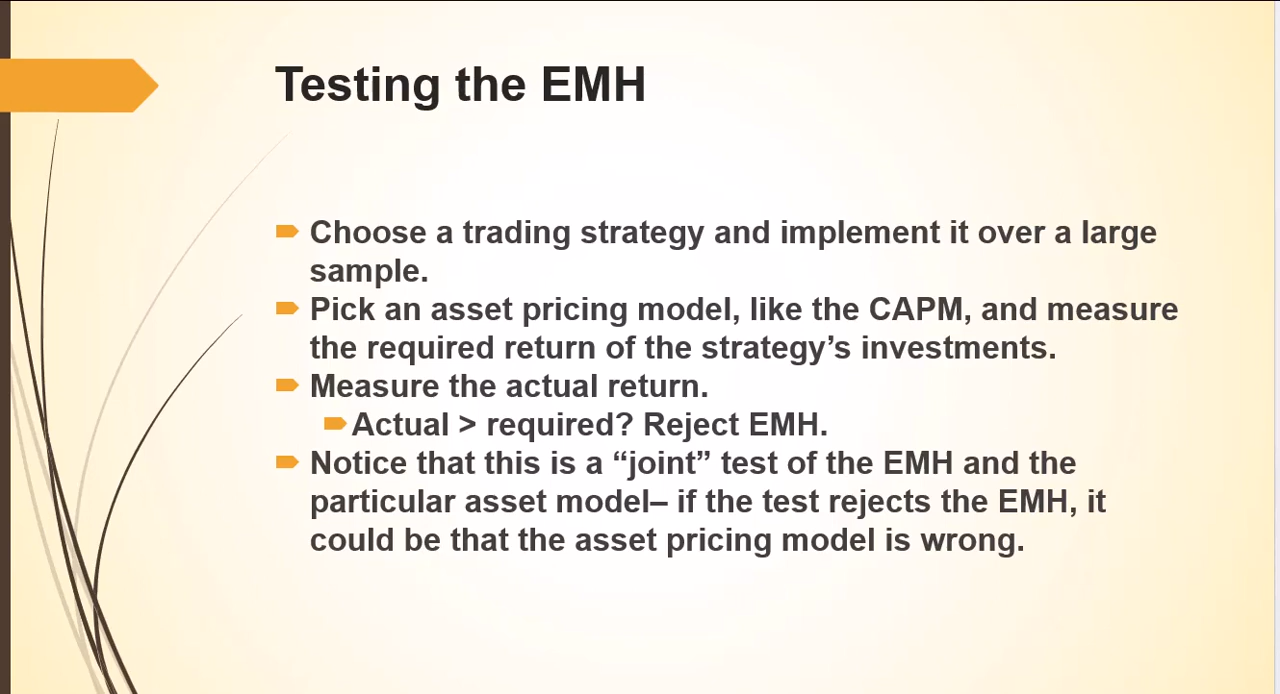 Testing the EMH
Choose a trading strategy and implement it over a large
sample.
Pick an asset pricing model, like the CAPM, and measure
the required return of the strategy’s investments.
Measure the actual return.
Actual > required? Reject EMH.
Notice that this is a “joint” test of the EMH and the
particular asset model– if the test rejects the EMH, it
could be that the asset pricing model is wrong.